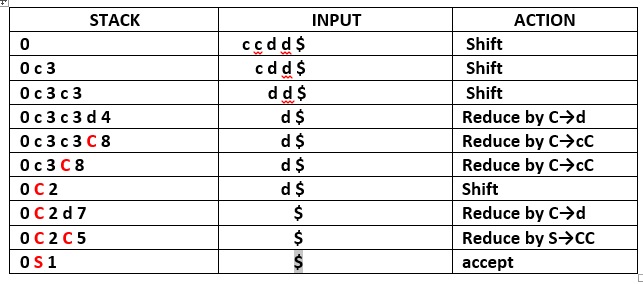 STACK INPUT ACTION
0 c c d d $ Shift
0 c 3 c d d $ Shift
0 c 3 c 3 d d $ Shift
0 c 3 c 3 d 4 d $ Reduce by C→d
0 c 3 c 3 C 8 d $ Reduce by C→cC
0 c 3 C 8 d $ Reduce by C→cC
0 C 2 d $ Shift
0 C 2 d 7 $ Reduce by C→d
0 C 2 C 5 $ Reduce by S→CC
0 S 1 $ accept